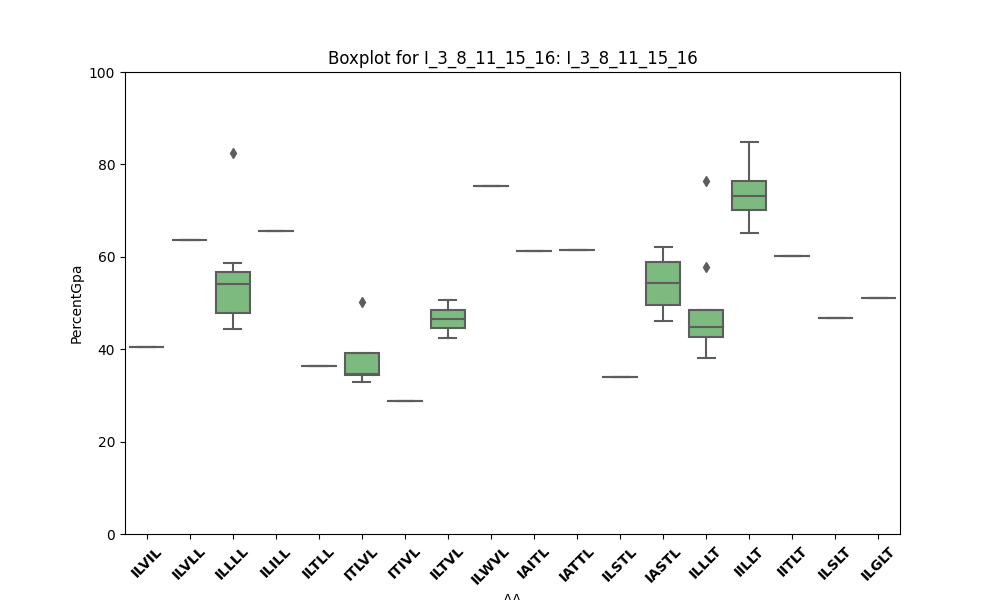 Boxplot for I_3_8_11_15_16: I_3_8_11_15_16
100
80
60
40
20
0
PercentGpa
ILVIL
ILVLL
ILLLL
ILILL
ILTLL
ITLVL
ITIVL
ILTVL
ILWVL
IAITL
IATTL
ILSTL
IASTL
ILLLT
IILLT
IITLT
ILSLT
ILGLT
AA